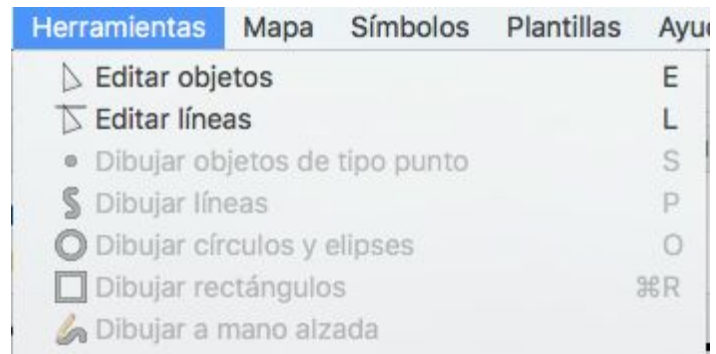 Herramientas Mapa Símbolos Plantillas
Editar objetos E
Editar líneas L
Dibujar objetos de tipo punto S
Dibujar líneas P
Dibujar círculos y elipses O
Dibujar rectángulos ⌘R
Dibujar a mano alzada